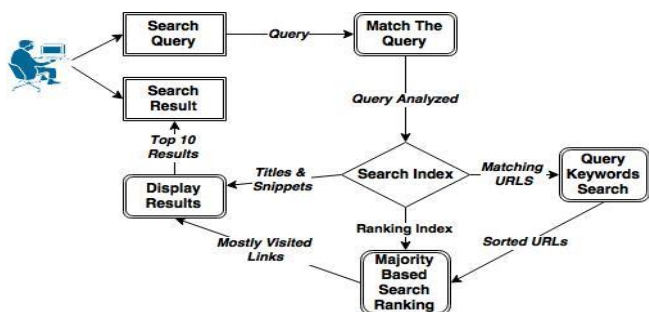 Search
Query
Query
Match The
Query
Search
Result
Query Analyzed
Top 10
Results
Titles &
Snippets
Search Index
Matching
URLS
Query
Keywords
Search
Display
Results
Ranking Index
Mostly Visited
Links
Sorted URLs
Majority
Based
Search
Ranking